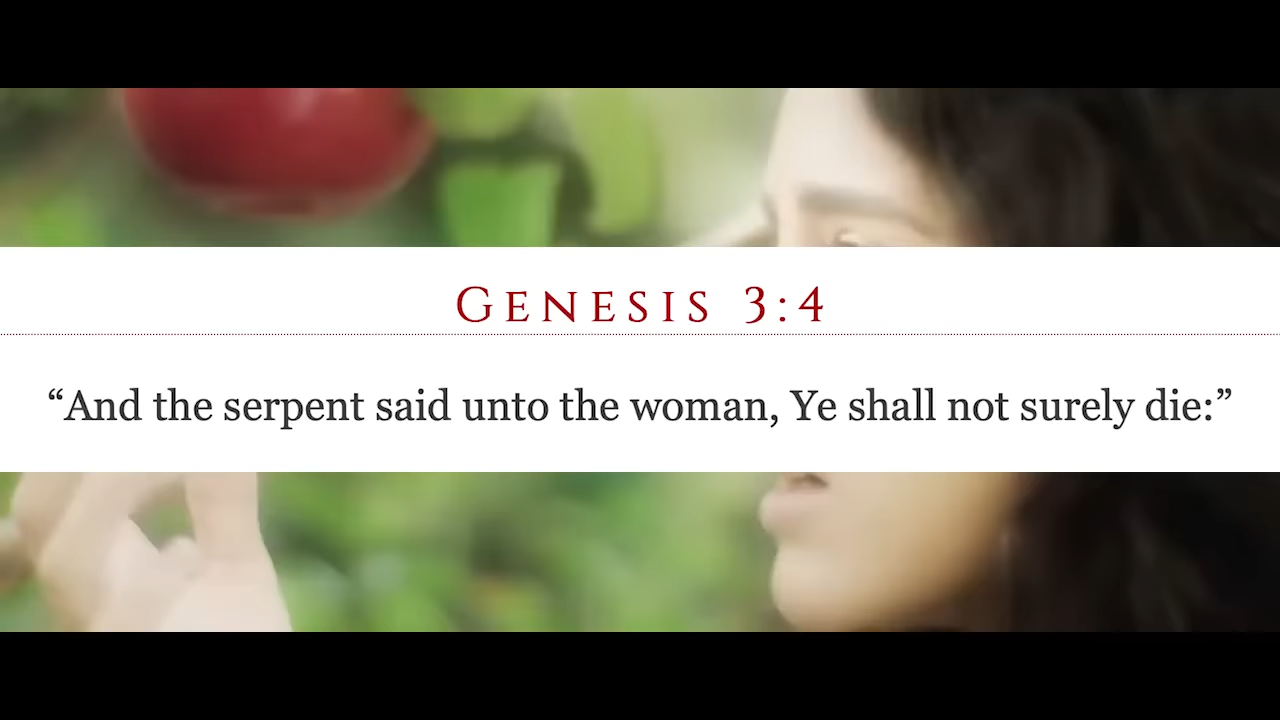 Genesis 3:4
“And the serpent said unto the woman, Ye shall not surely die:”